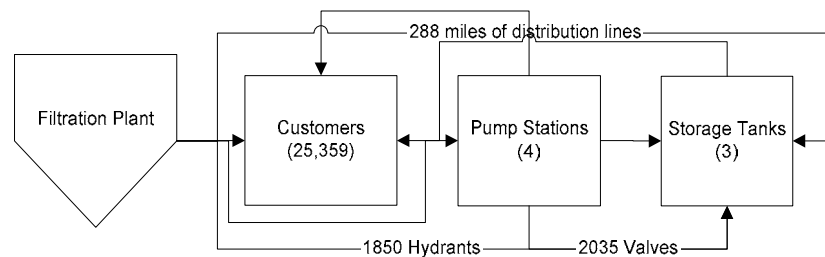 288 miles of distribution lines
Filtration Plant
Customers
(25,359)
Pump Stations
(4)
Storage Tanks
(3)
1850 Hydrants
2035 Valves